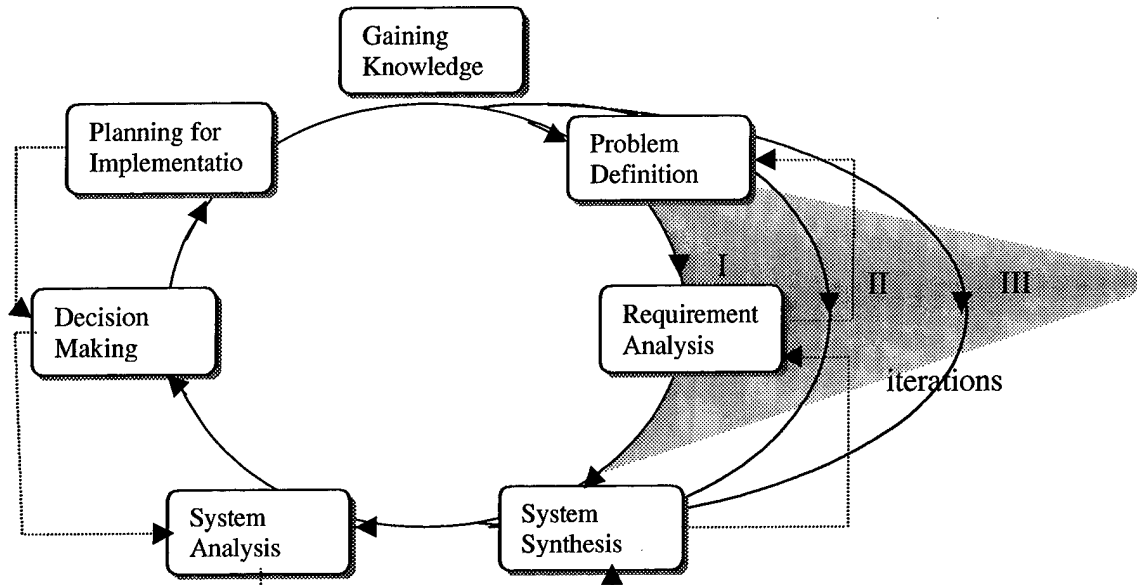 Gaining
Knowledge
Planning for
Implementatio
Problem
Definition
I
II
III
Decision
Making
Requirement
Analysis
iterations
System
Analysis
System
Synthesis